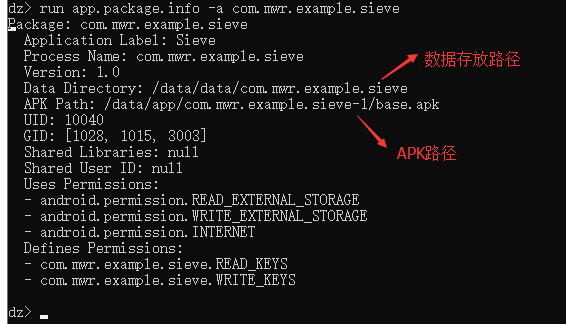 dz> run app.package.info -a com.mwr.example.sieve
Package: com.mwr.example.sieve
Application Label: Sieve
Process Name: com.mwr.example.sieve
Version: 1.0
Data Directory: /data/data/com.mwr.example.sieve
数据存放路径
APK Path: /data/app/com.mwr.example.sieve-1/base.apk
APK路径
UID: 10040
GID: [1028, 1015, 3003]
Shared Libraries: null
Shared User ID: null
Uses Permissions:
- android.permission.READ_EXTERNAL_STORAGE
- android.permission.WRITE_EXTERNAL_STORAGE
- android.permission.INTERNET
Defines Permissions:
- com.mwr.example.sieve.READ_KEYS
- com.mwr.example.sieve.WRITE_KEYS
dz>